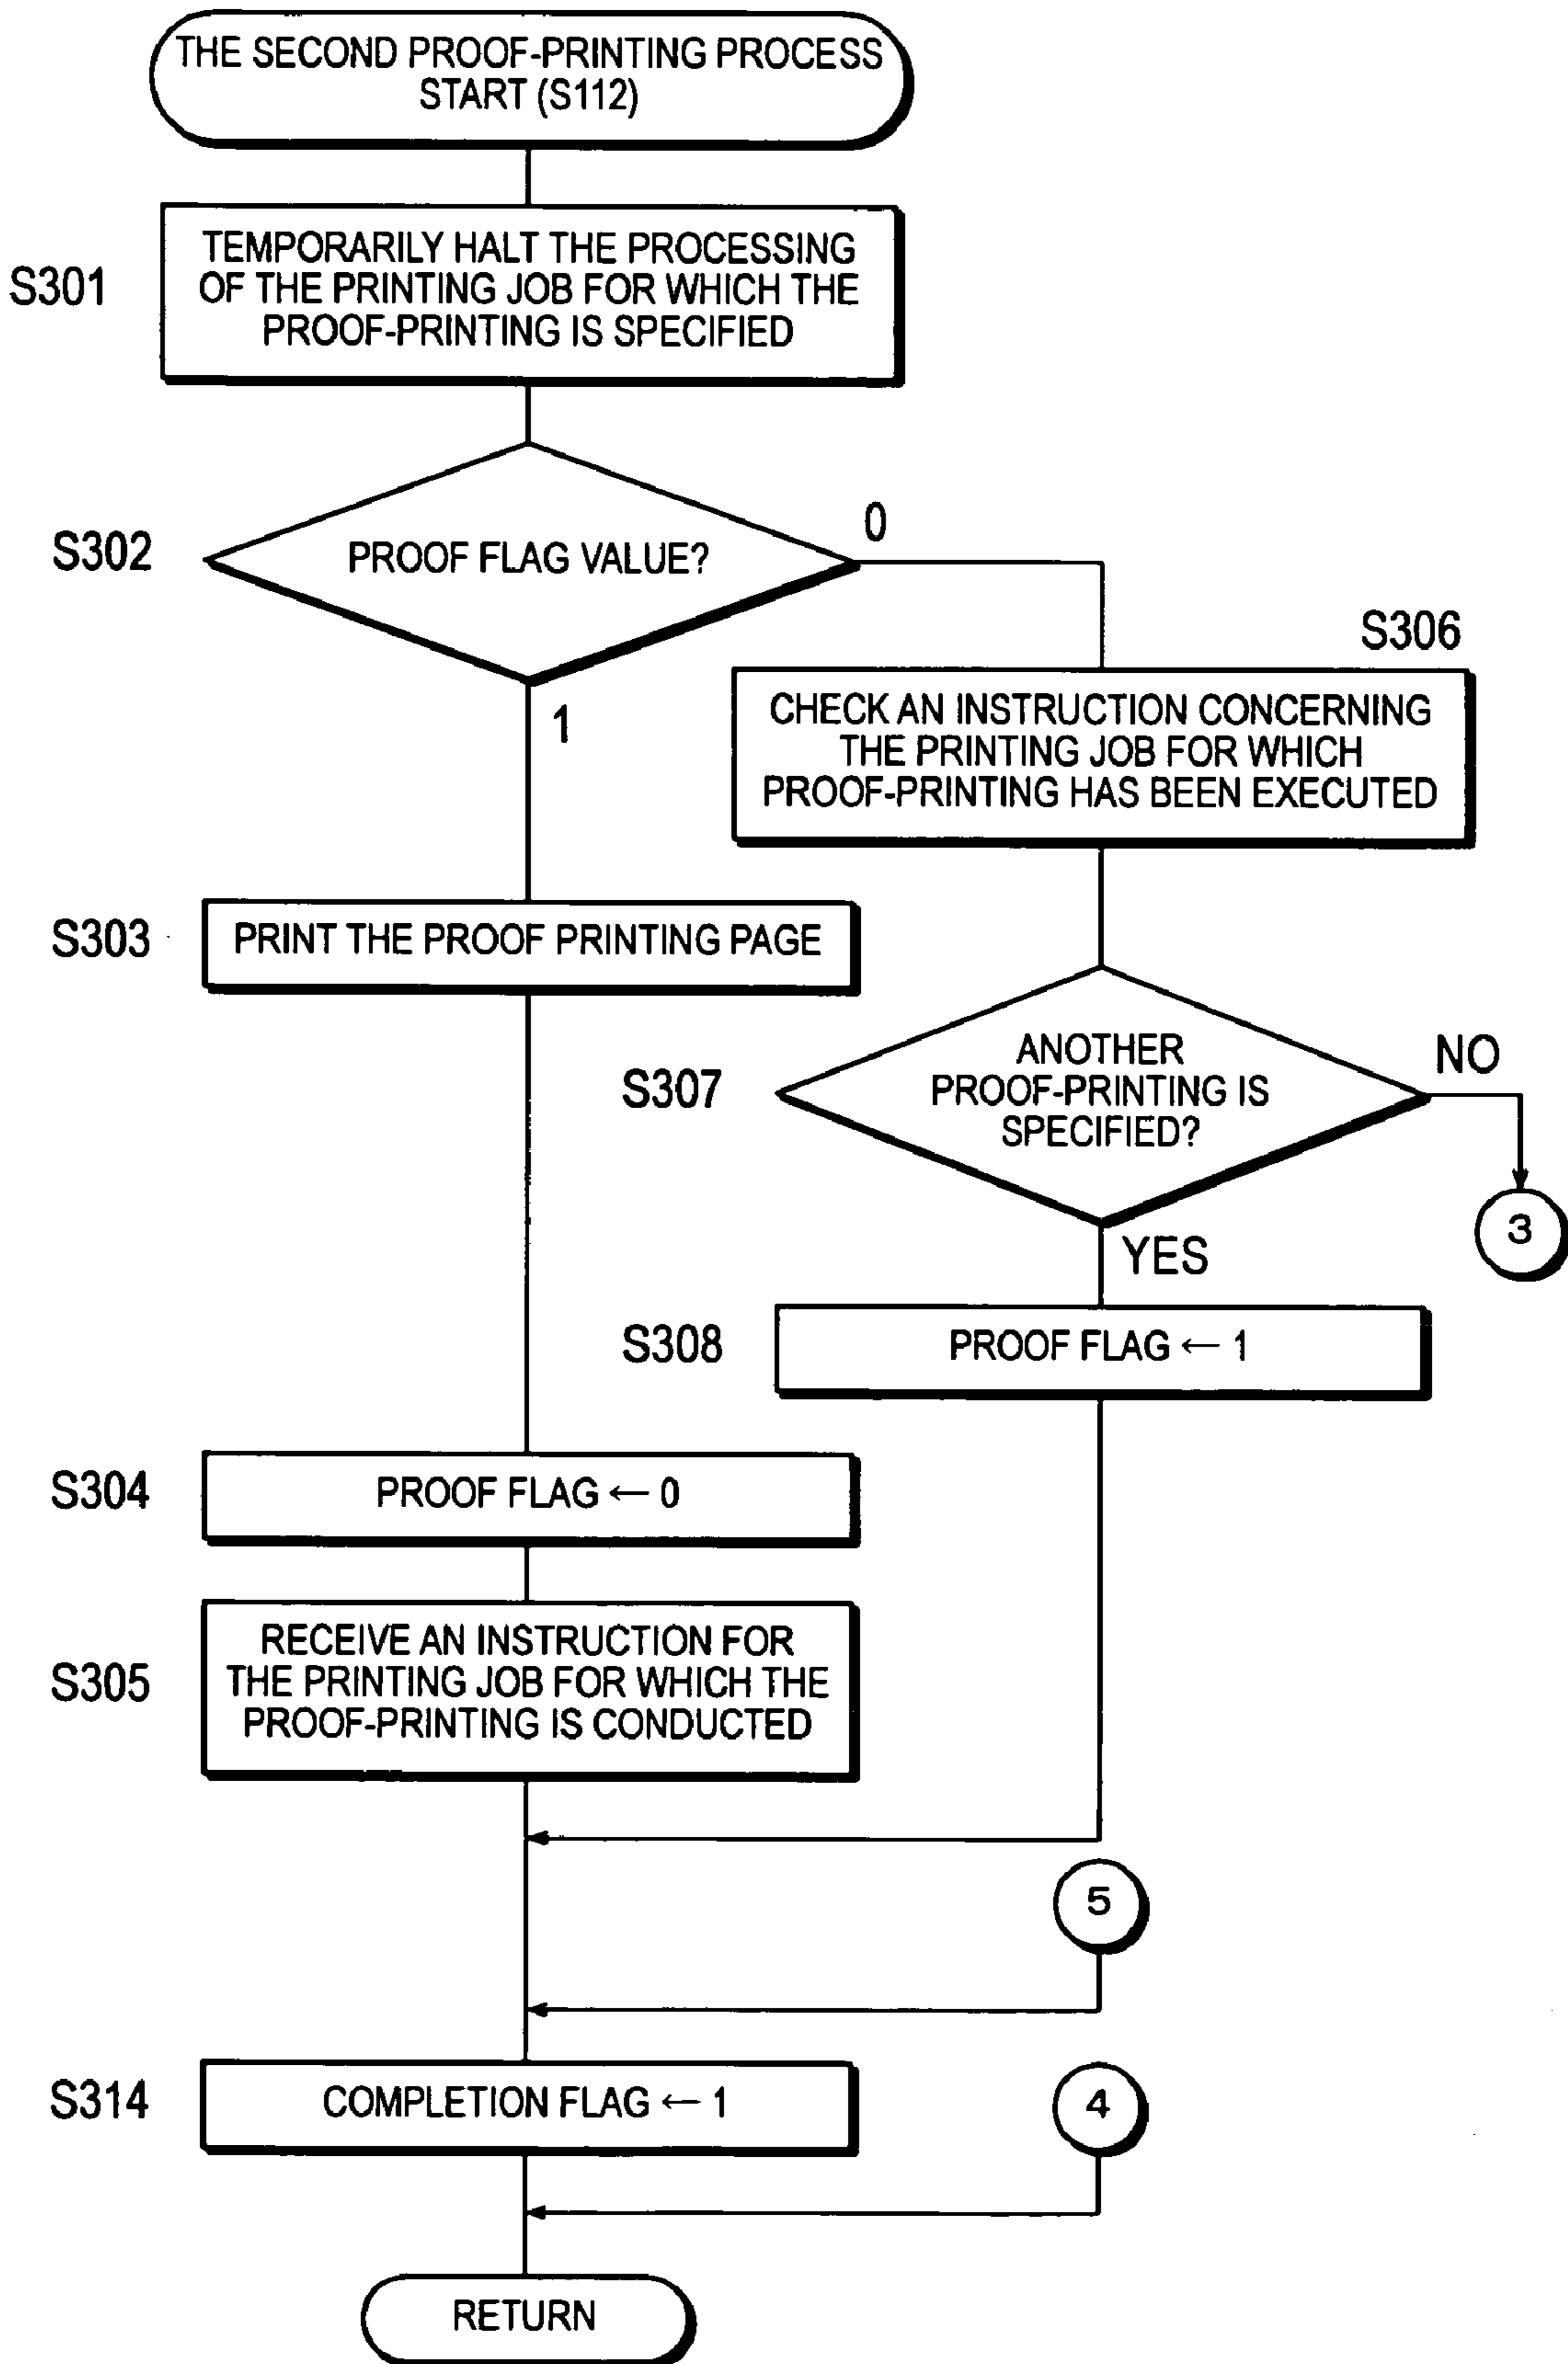 THE SECOND PROOF-PRINTING PROCESS
START (S112)
S301
TEMPORARILY HALT THE PROCESSING
OF THE PRINTING JOB FOR WHICH THE
PROOF-PRINTING IS SPECIFIED
S302
PROOF FLAG VALUE?
0
1
S306
CHECK AN INSTRUCTION CONCERNING
THE PRINTING JOB FOR WHICH
PROOF-PRINTING HAS BEEN EXECUTED
S303
PRINT THE PROOF PRINTING PAGE
S307
ANOTHER
PROOF-PRINTING IS
SPECIFIED?
NO
3
YES
S308
PROOF FLAG ← 1
S304
PROOF FLAG ← 0
S305
RECEIVE AN INSTRUCTION FOR
THE PRINTING JOB FOR WHICH THE
PROOF-PRINTING IS CONDUCTED
5
S314
COMPLETION FLAG ← 1
4
RETURN